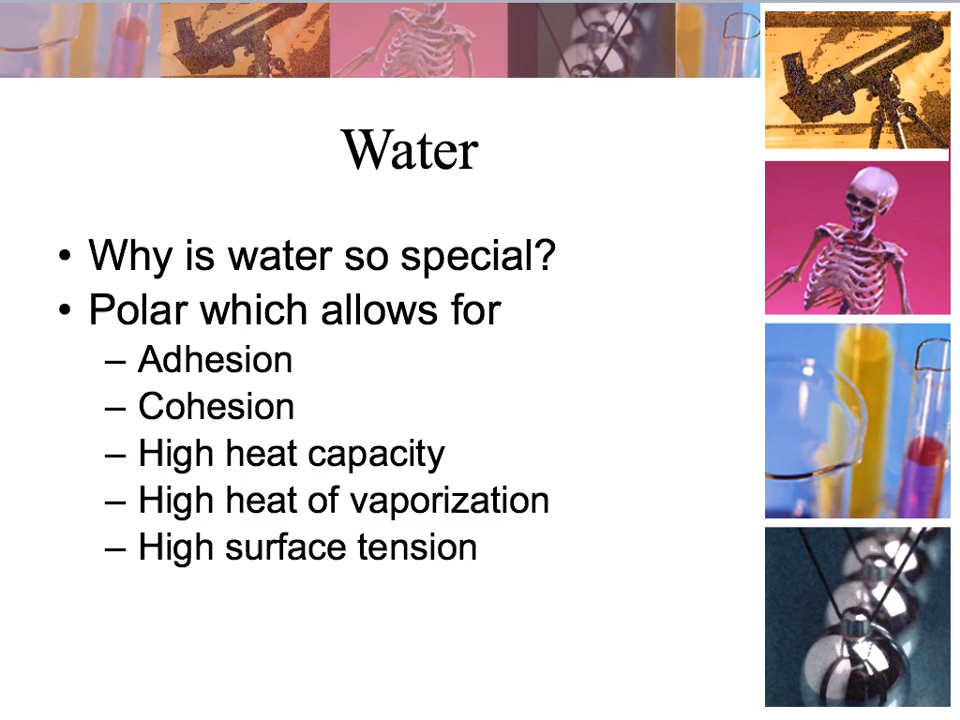 Water
• Why is water so special?
• Polar which allows for
– Adhesion
– Cohesion
– High heat capacity
– High heat of vaporization
– High surface tension